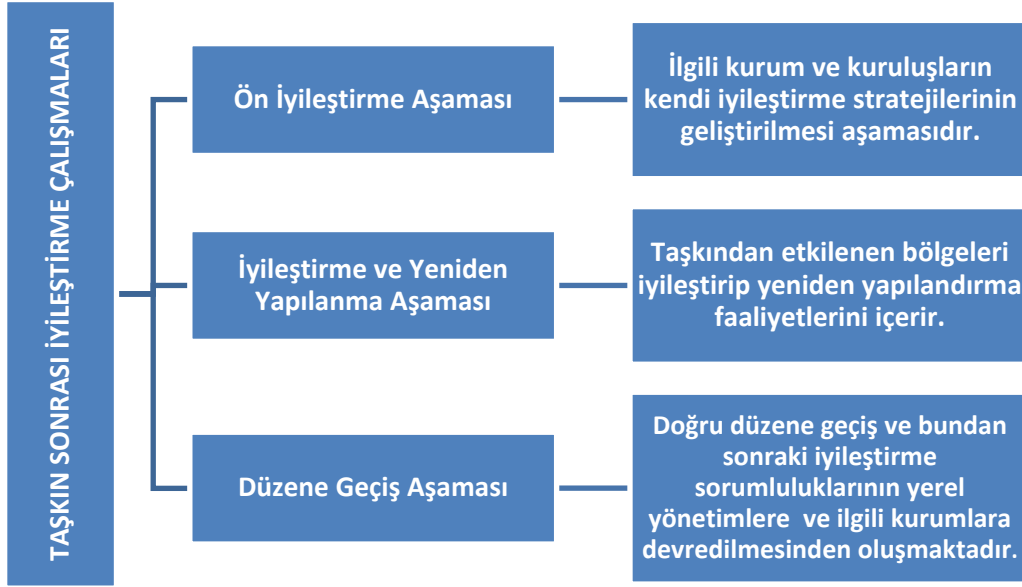 TAŞKIN SONRASI İYİLEŞTİRME ÇALIŞMALARI
Ön İyileştirme Aşaması
İlgili kurum ve kuruluşların
kendi iyileştirme stratejilerinin
geliştirilmesi aşamasıdır.
İyileştirme ve Yeniden
Yapılanma Aşaması
Taşkından etkilenen bölgeleri
iyileştirip yeniden yapılandırma
faaliyetlerini içerir.
Düzene Geçiş Aşaması
Doğru düzene geçiş ve bundan
sonraki iyileştirme
sorumluluklarının yerel
yönetimlere ve ilgili kurumlara
devredilmesinden oluşmaktadır.